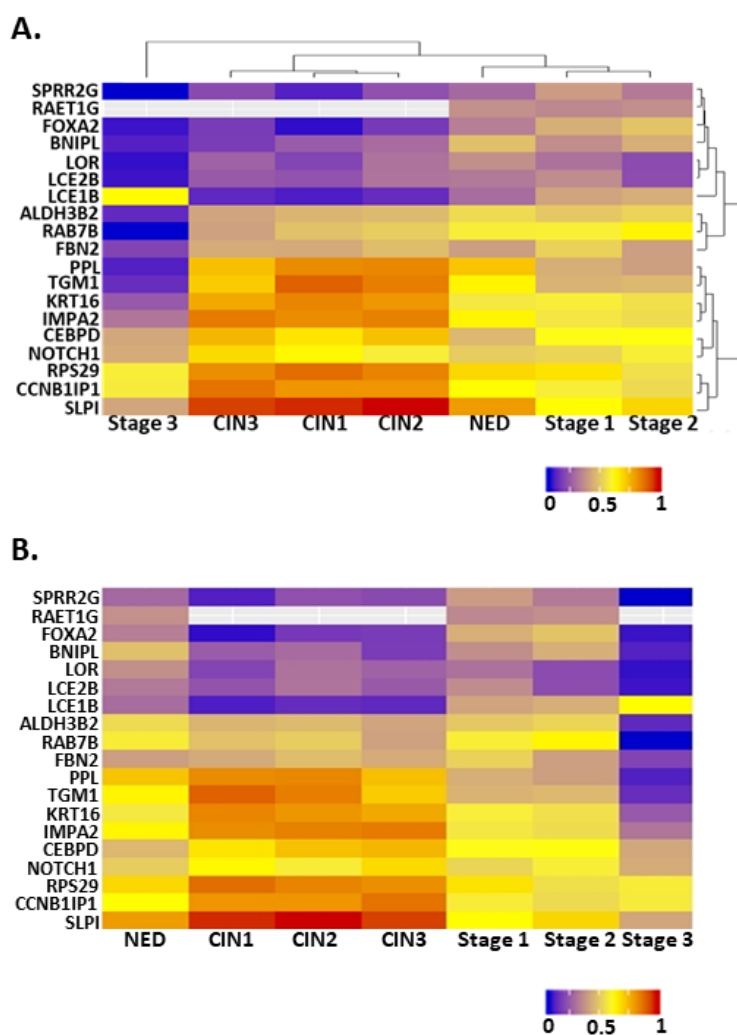 A.
SPRR2G
RAET1G
FOXA2
BNIPL
LOR
LCE2B
LCE1B
ALDH3B2
RAB7B
FBN2
PPL
TGM1
KRT16
IMPA2
CEBPD
NOTCH1
RPS29
CCNB1IP1
SLPI
Stage 3 CIN3 CIN1 CIN2 NED Stage 1 Stage 2
0 0.5 1
B.
SPRR2G
RAET1G
FOXA2
BNIPL
LOR
LCE2B
LCE1B
ALDH3B2
RAB7B
FBN2
PPL
TGM1
KRT16
IMPA2
CEBPD
NOTCH1
RPS29
CCNB1IP1
SLPI
NED CIN1 CIN2 CIN3 Stage 1 Stage 2 Stage 3
0 0.5 1